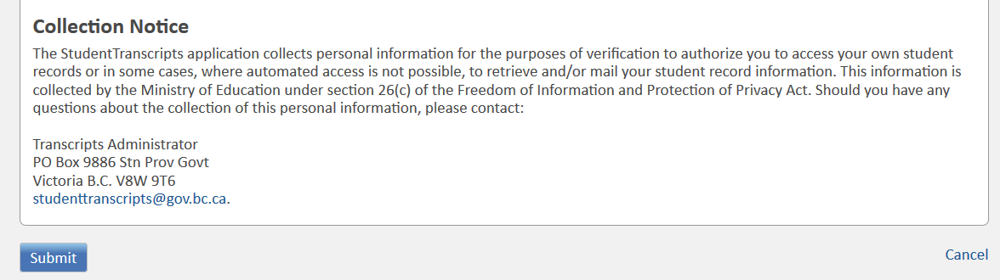 Collection Notice
The StudentTranscripts application collects personal information for the purposes of verification to authorize you to access your own student
records or in some cases, where automated access is not possible, to retrieve and/or mail your student record information. This information is
collected by the Ministry of Education under section 26(c) of the Freedom of Information and Protection of Privacy Act. Should you have any
questions about the collection of this personal information, please contact:
Transcripts Administrator
PO Box 9886 Stn Prov Govt
Victoria B.C. V8W 9T6
studenttranscripts@gov.bc.ca.
Submit
Cancel